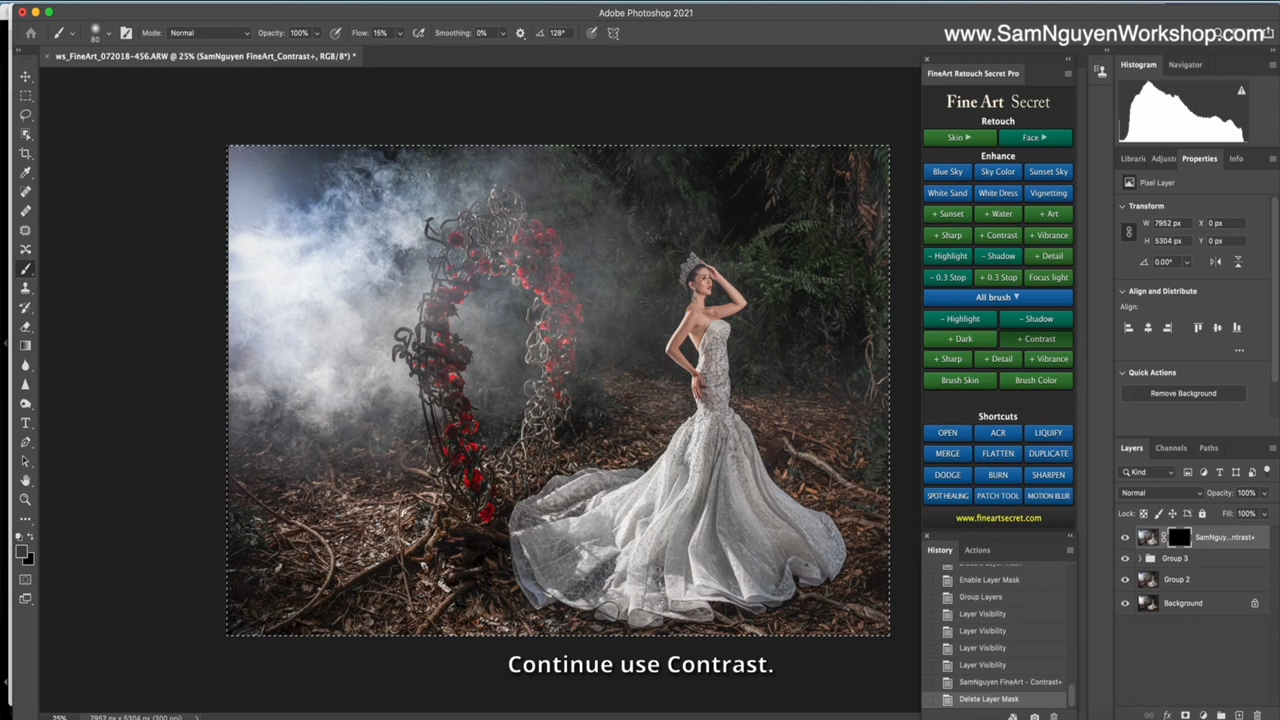 Adobe Photoshop 2021
www.SamNguyenWorkshop.com
80 Mode: Normal Opacity: 100% Flow: 15% Smoothing: 0% 128°
ws_FineArt_072018-456.ARW @ 25% (SamNguyen FineArt_Contrast+, RGB/8*) *
FineArt Retouch Secret Pro
Fine Art Secret
Retouch
Skin Face
Enhance
Blue Sky Sky Color Sunset Sky
White Sand White Dress Vignetting
+ Sunset + Water + Art
+ Sharp + Contrast + Vibrance
- Highlight - Shadow + Detail
- 0.3 Stop + 0.3 Stop Focus light
All brush
- Highlight - Shadow
+ Dark + Contrast
+ Sharp + Detail + Vibrance
Brush Skin Brush Color
Shortcuts
OPEN ACR LIQUIFY
MERGE FLATTEN DUPLICATE
DODGE BURN SHARPEN
SPOT HEALING PATCH TOOL MOTION BLUR
www.fineartsecret.com
History Actions
Enable Layer Mask
Group Layers
Layer Visibility
Layer Visibility
Layer Visibility
Layer Visibility
SamNguyen FineArt - Contrast+
Delete Layer Mask
Histogram Navigator
Librarie Adjustr Properties Info
Pixel Layer
Transform
W 7952 px X 0 px
H 5304 px Y 0 px
0.00°
Align and Distribute
Align:
Quick Actions
Remove Background
Layers Channels Paths
Kind
Normal Opacity: 100%
Lock: Fill: 100%
SamNguy...ntrast+
Group 3
Group 2
Background
fx
Continue use Contrast.
25% 7952 px x 5304 px (300 ppi)